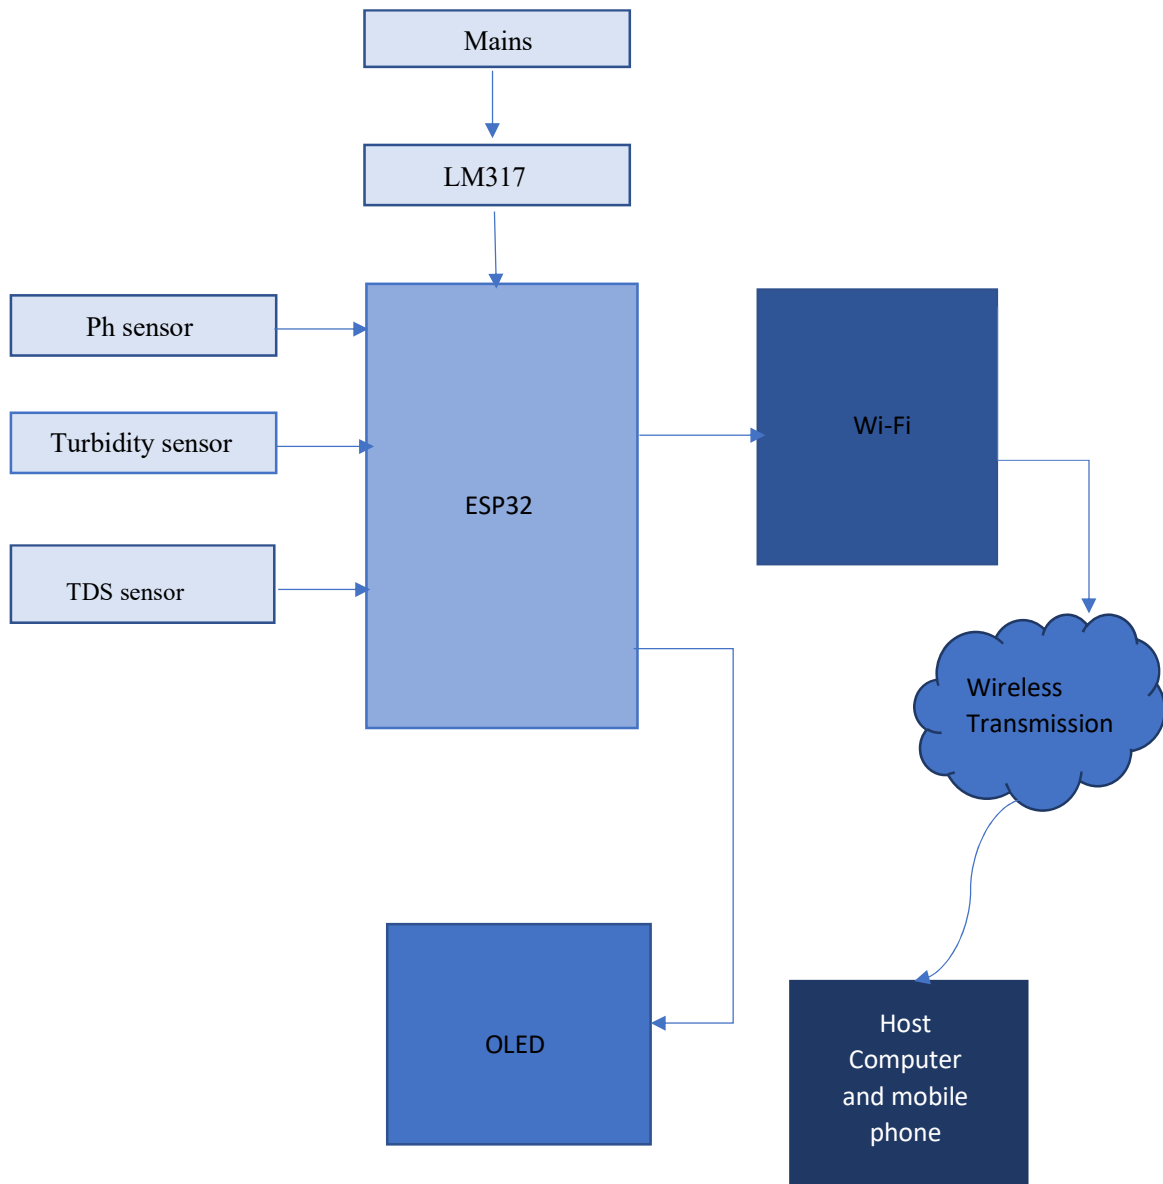 Mains
LM317
Ph sensor
Turbidity sensor
TDS sensor
ESP32
Wi-Fi
Wireless
Transmission
OLED
Host
Computer
and mobile
phone